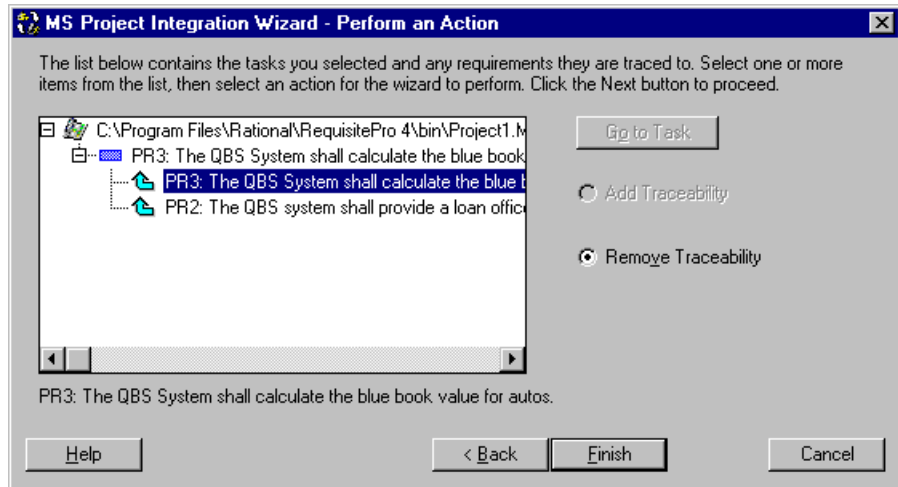 MS Project Integration Wizard - Perform an Action
The list below contains the tasks you selected and any requirements they are traced to. Select one or more
items from the list, then select an action for the wizard to perform. Click the Next button to proceed.
C:\Program Files\Rational\RequisitePro 4\bin\Project1.M
PR3: The QBS System shall calculate the blue book
PR3: The QBS System shall calculate the blue b
PR2: The QBS system shall provide a loan office
Go to Task
Add Traceability
Remove Traceability
PR3: The QBS System shall calculate the blue book value for autos.
Help
< Back
Finish
Cancel